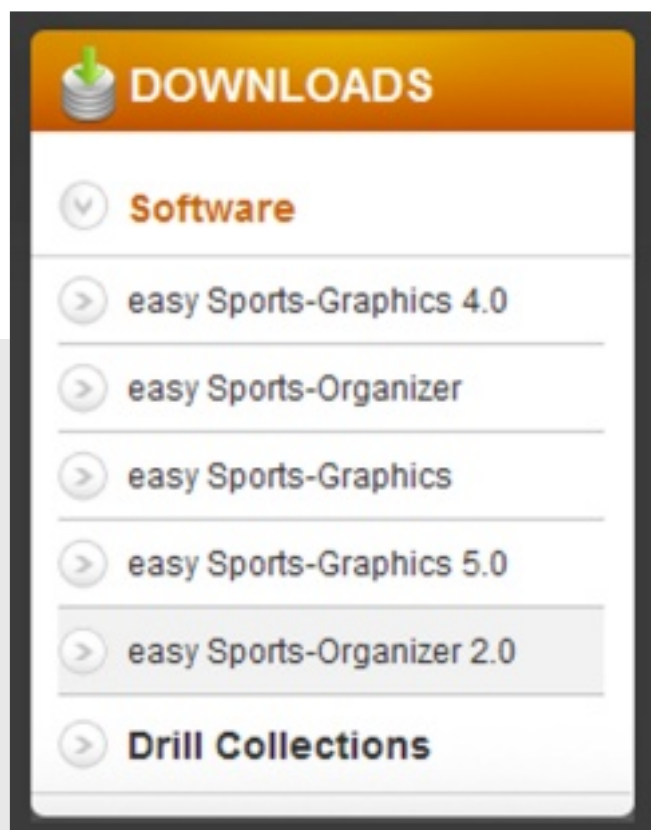 DOWNLOADS
Software
easy Sports-Graphics 4.0
easy Sports-Organizer
easy Sports-Graphics
easy Sports-Graphics 5.0
easy Sports-Organizer 2.0
Drill Collections